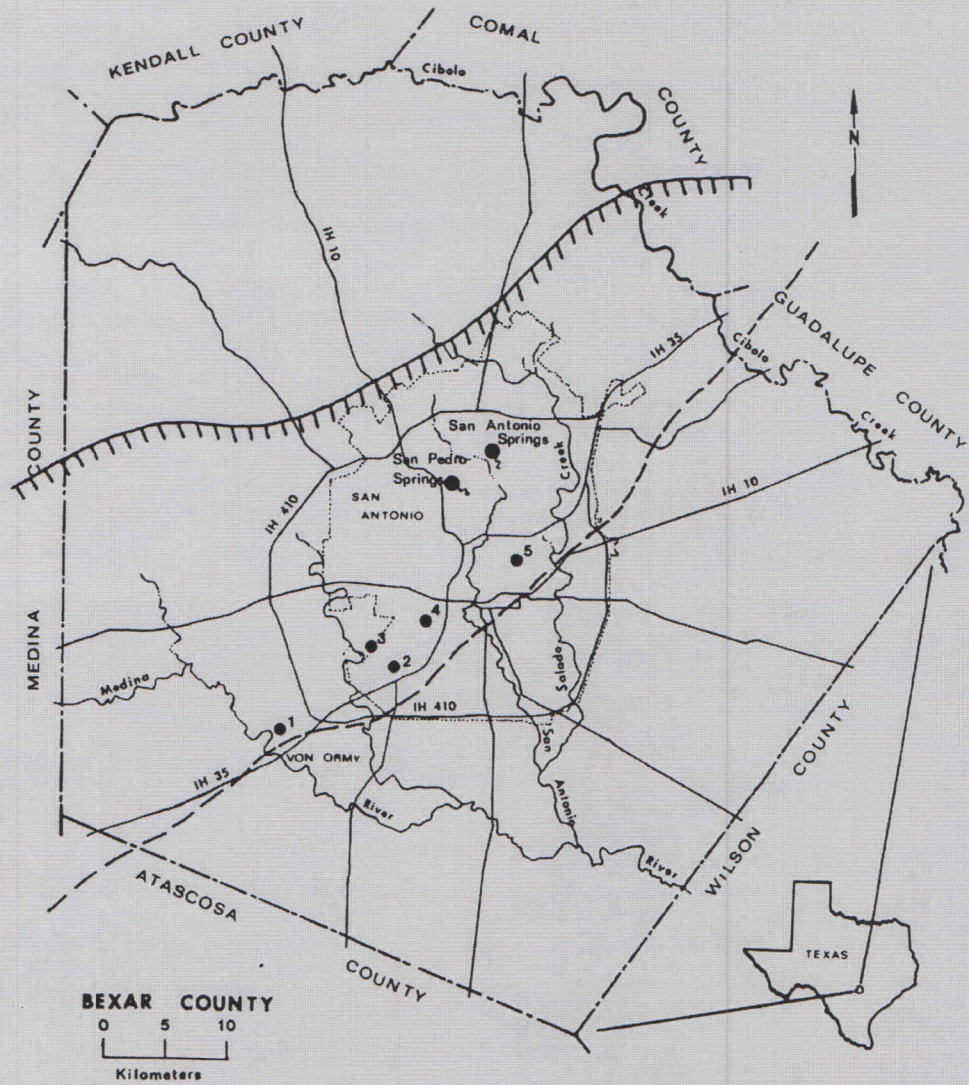 KENDALL COUNTY
COMAL
COUNTY
Cibolo
Creek
N
IH 10
GUADALUPE COUNTY
IH 35
Cibolo
Creek
COUNTY
MEDINA
San Antonio
Springs
San Pedro
Springs
Creek
IH 410
SAN
ANTONIO
IH 10
5
4
3
2
1
Medina
Salado
IH 410
VON ORMY
San
Antonio
River
IH 35
River
COUNTY
WILSON
ATASCOSA
COUNTY
TEXAS
BEXAR COUNTY
0 5 10
Kilometers